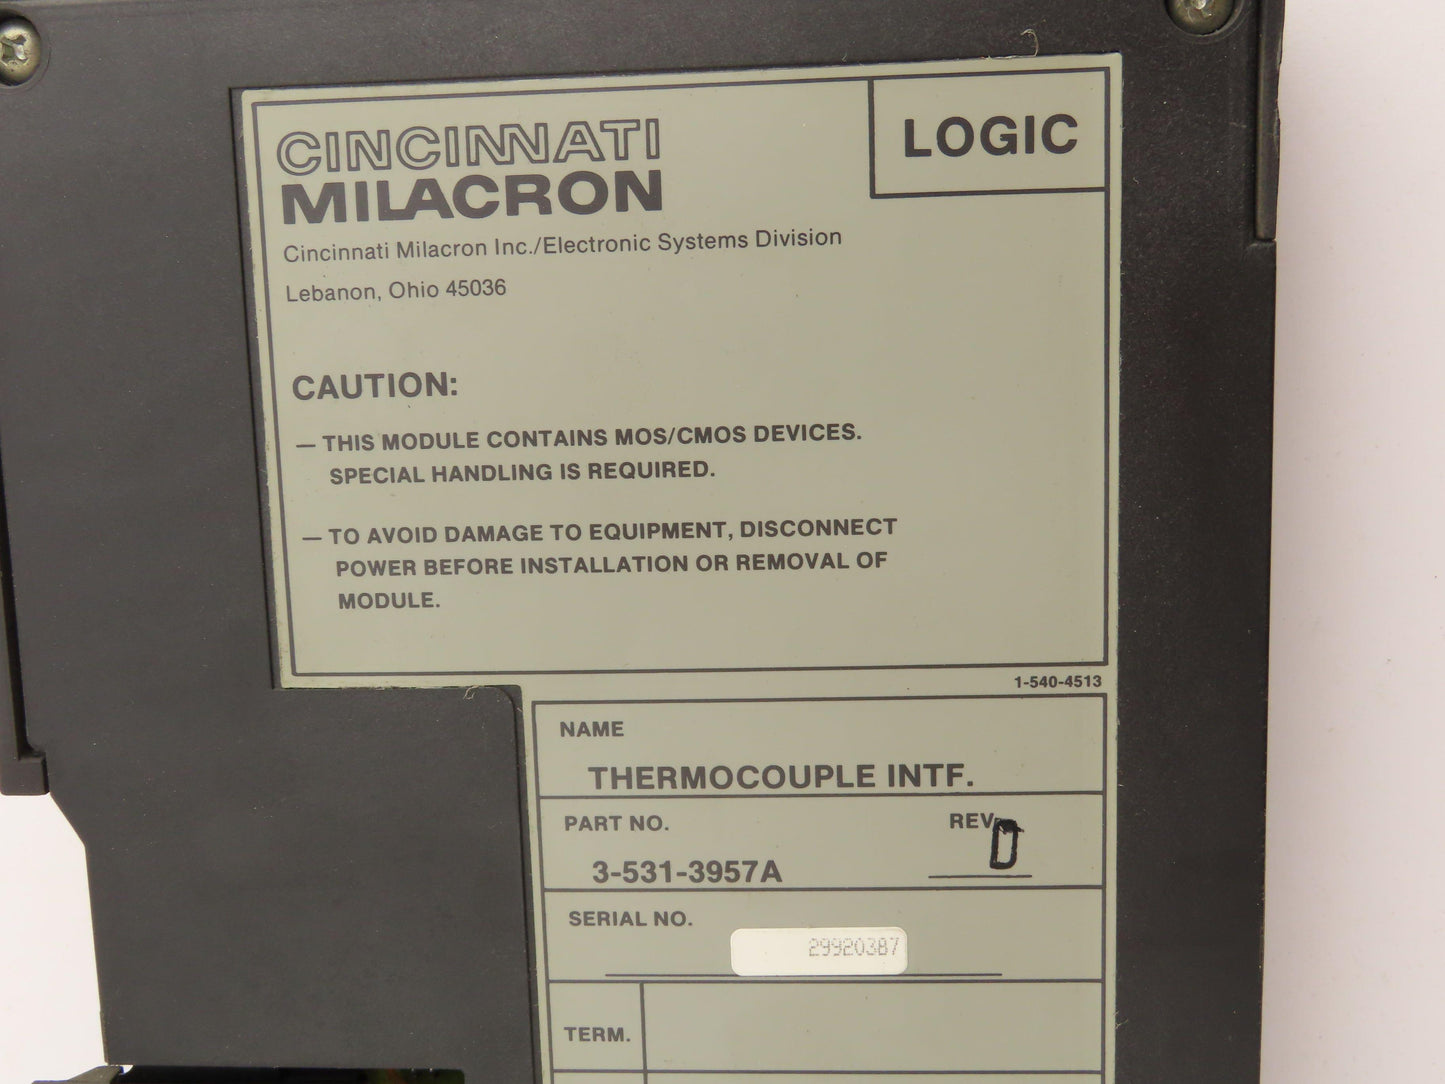 CINCINNATI
MILACRON
LOGIC
Cincinnati Milacron Inc./Electronic Systems Division
Lebanon, Ohio 45036
CAUTION:
— THIS MODULE CONTAINS MOS/CMOS DEVICES.
SPECIAL HANDLING IS REQUIRED.
— TO AVOID DAMAGE TO EQUIPMENT, DISCONNECT
POWER BEFORE INSTALLATION OR REMOVAL OF
MODULE.
1-540-4513
NAME
THERMOCOUPLE INTF.
PART NO.
REV.
D
3-531-3957A
SERIAL NO.
29920387
TERM.